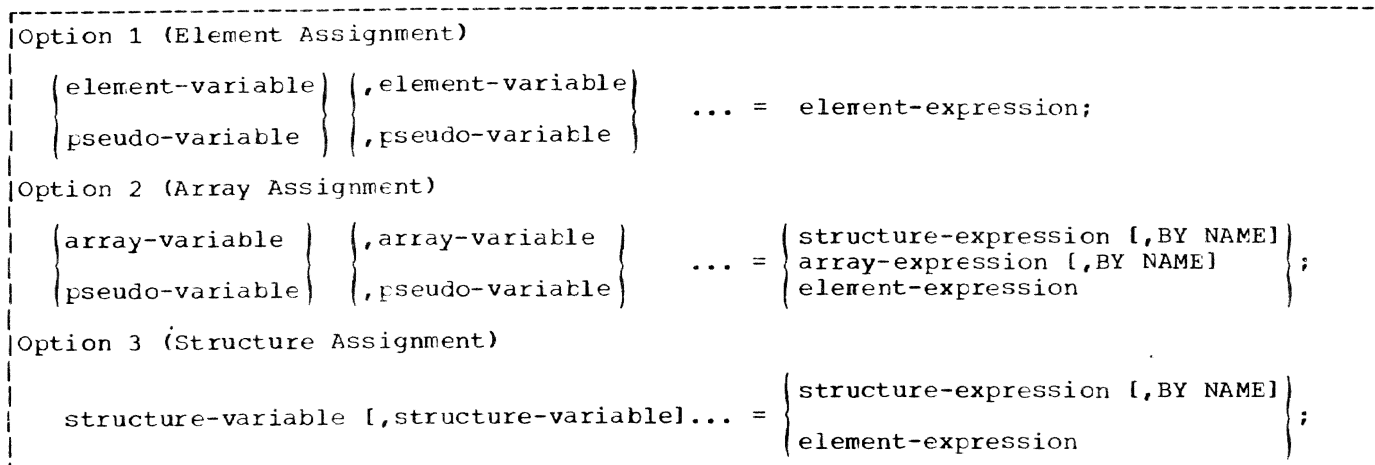 Option 1 (Element Assignment)
{element-variable} {,element-variable}
... = element-expression;
{pseudo-variable} {,pseudo-variable}
Option 2 (Array Assignment)
{array-variable} {,array-variable} structure-expression [,BY NAME]
... = array-expression [,BY NAME] ;
{pseudo-variable} {,pseudo-variable} element-expression
Option 3 (Structure Assignment)
structure-expression [,BY NAME]
structure-variable [,structure-variable]... = ;
element-expression